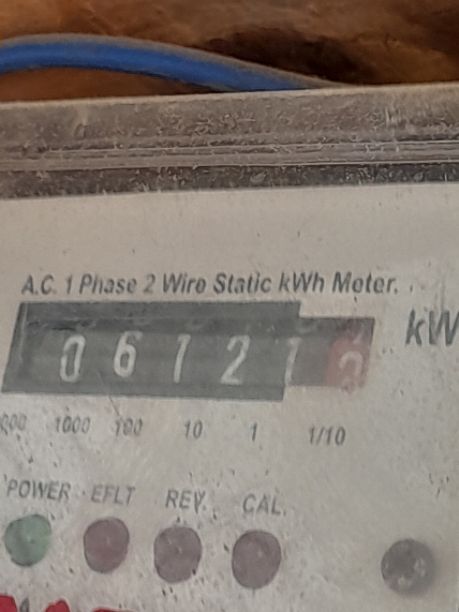 A.C. 1 Phase 2 Wire Static kWh Meter.
kW
0 6 1 2 1
1000 100 10 1 1/10
POWER EFLT REV. CAL.